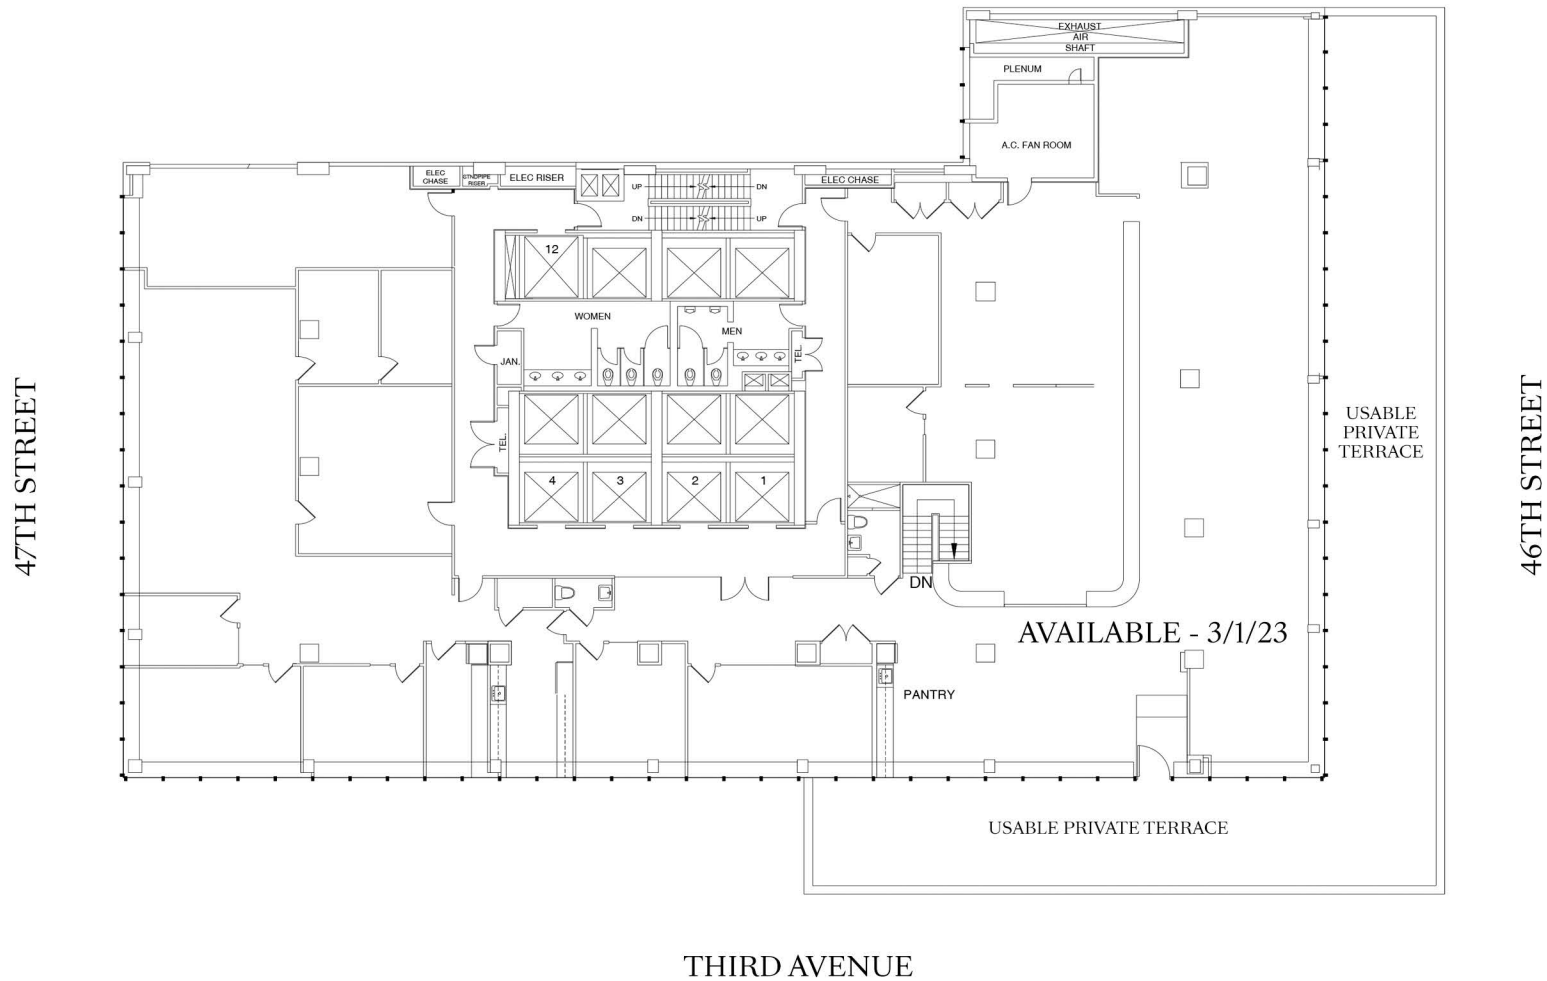 EXHAUST
AIR
SHAFT
PLENUM
A.C. FAN ROOM
ELEC
CHASE
STNDPIPE
RISER
ELEC RISER
UP
DN
DN
UP
ELEC CHASE
12
WOMEN
MEN
JAN.
TEL.
TEL.
4
3
2
1
DN
AVAILABLE - 3/1/23
PANTRY
USABLE
PRIVATE
TERRACE
USABLE PRIVATE TERRACE
47TH STREET
46TH STREET
THIRD AVENUE